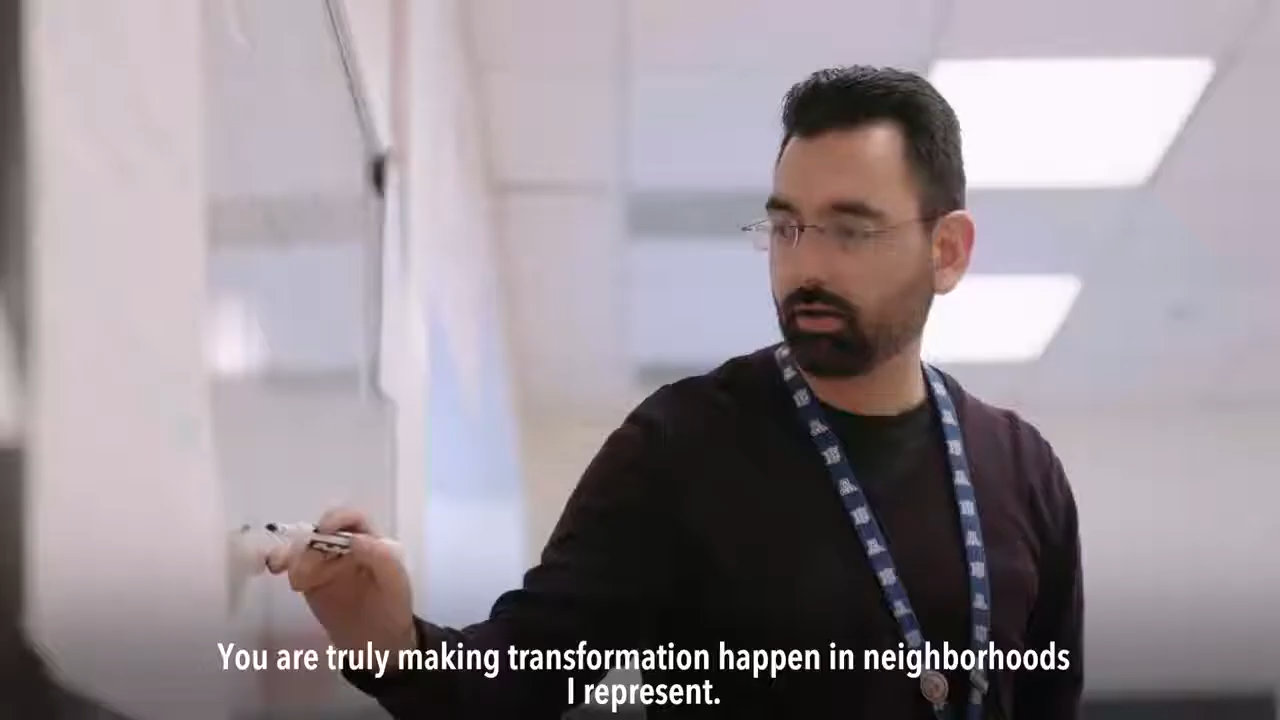 You are truly making transformation happen in neighborhoods
I represent.